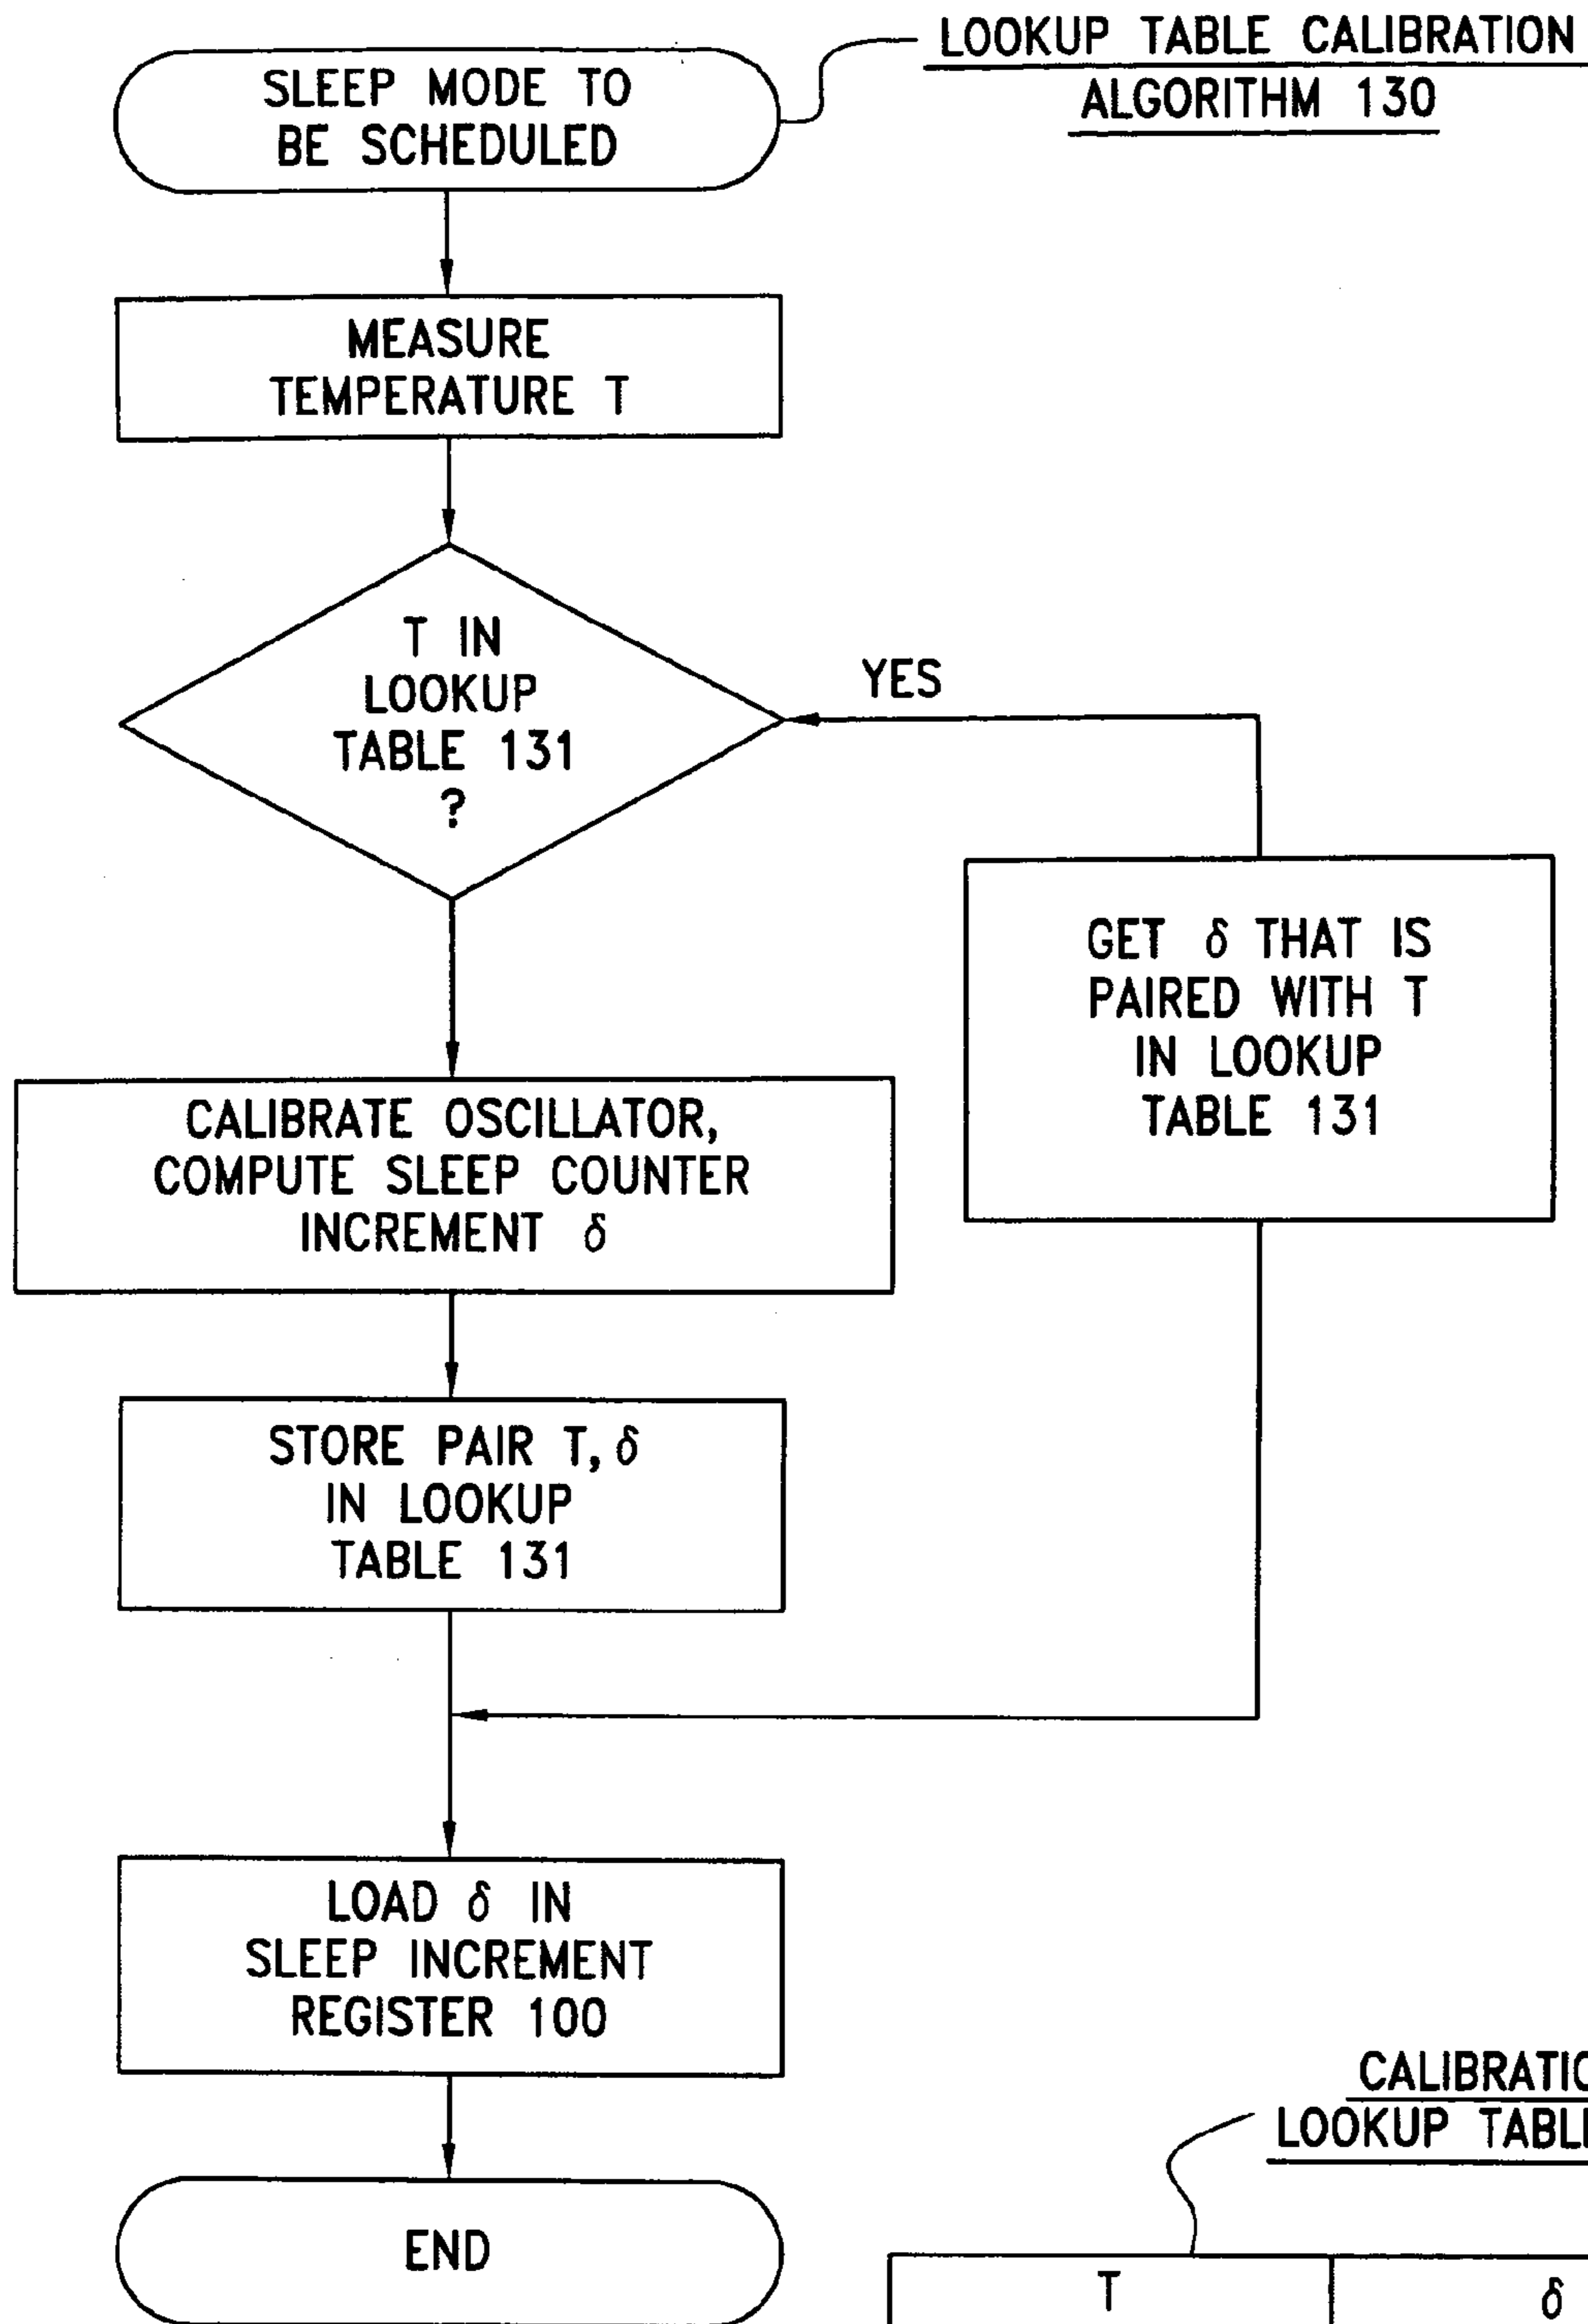 LOOKUP TABLE CALIBRATION
ALGORITHM 130
SLEEP MODE TO
BE SCHEDULED
MEASURE
TEMPERATURE T
T IN
LOOKUP
TABLE 131
?
YES
GET δ THAT IS
PAIRED WITH T
IN LOOKUP
TABLE 131
CALIBRATE OSCILLATOR,
COMPUTE SLEEP COUNTER
INCREMENT δ
STORE PAIR T, δ
IN LOOKUP
TABLE 131
LOAD δ IN
SLEEP INCREMENT
REGISTER 100
END
LOOKUP
T
δ